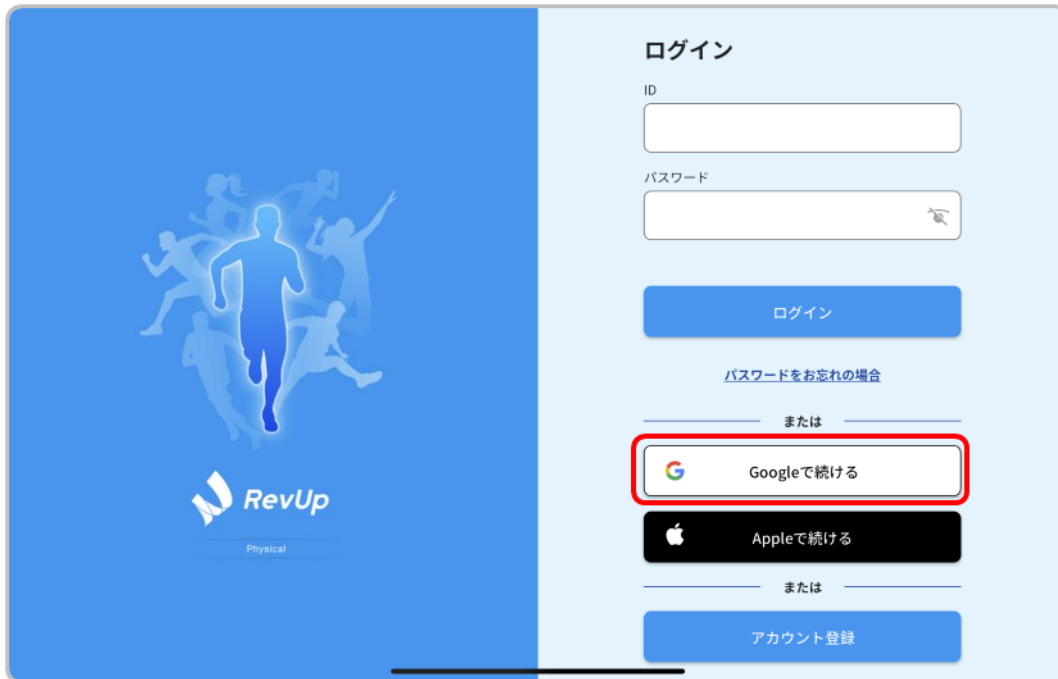 RevUp
Physical
ログイン
ID
パスワード
ログイン
パスワードをお忘れの場合
または
Googleで続ける
Appleで続ける
または
アカウント登録